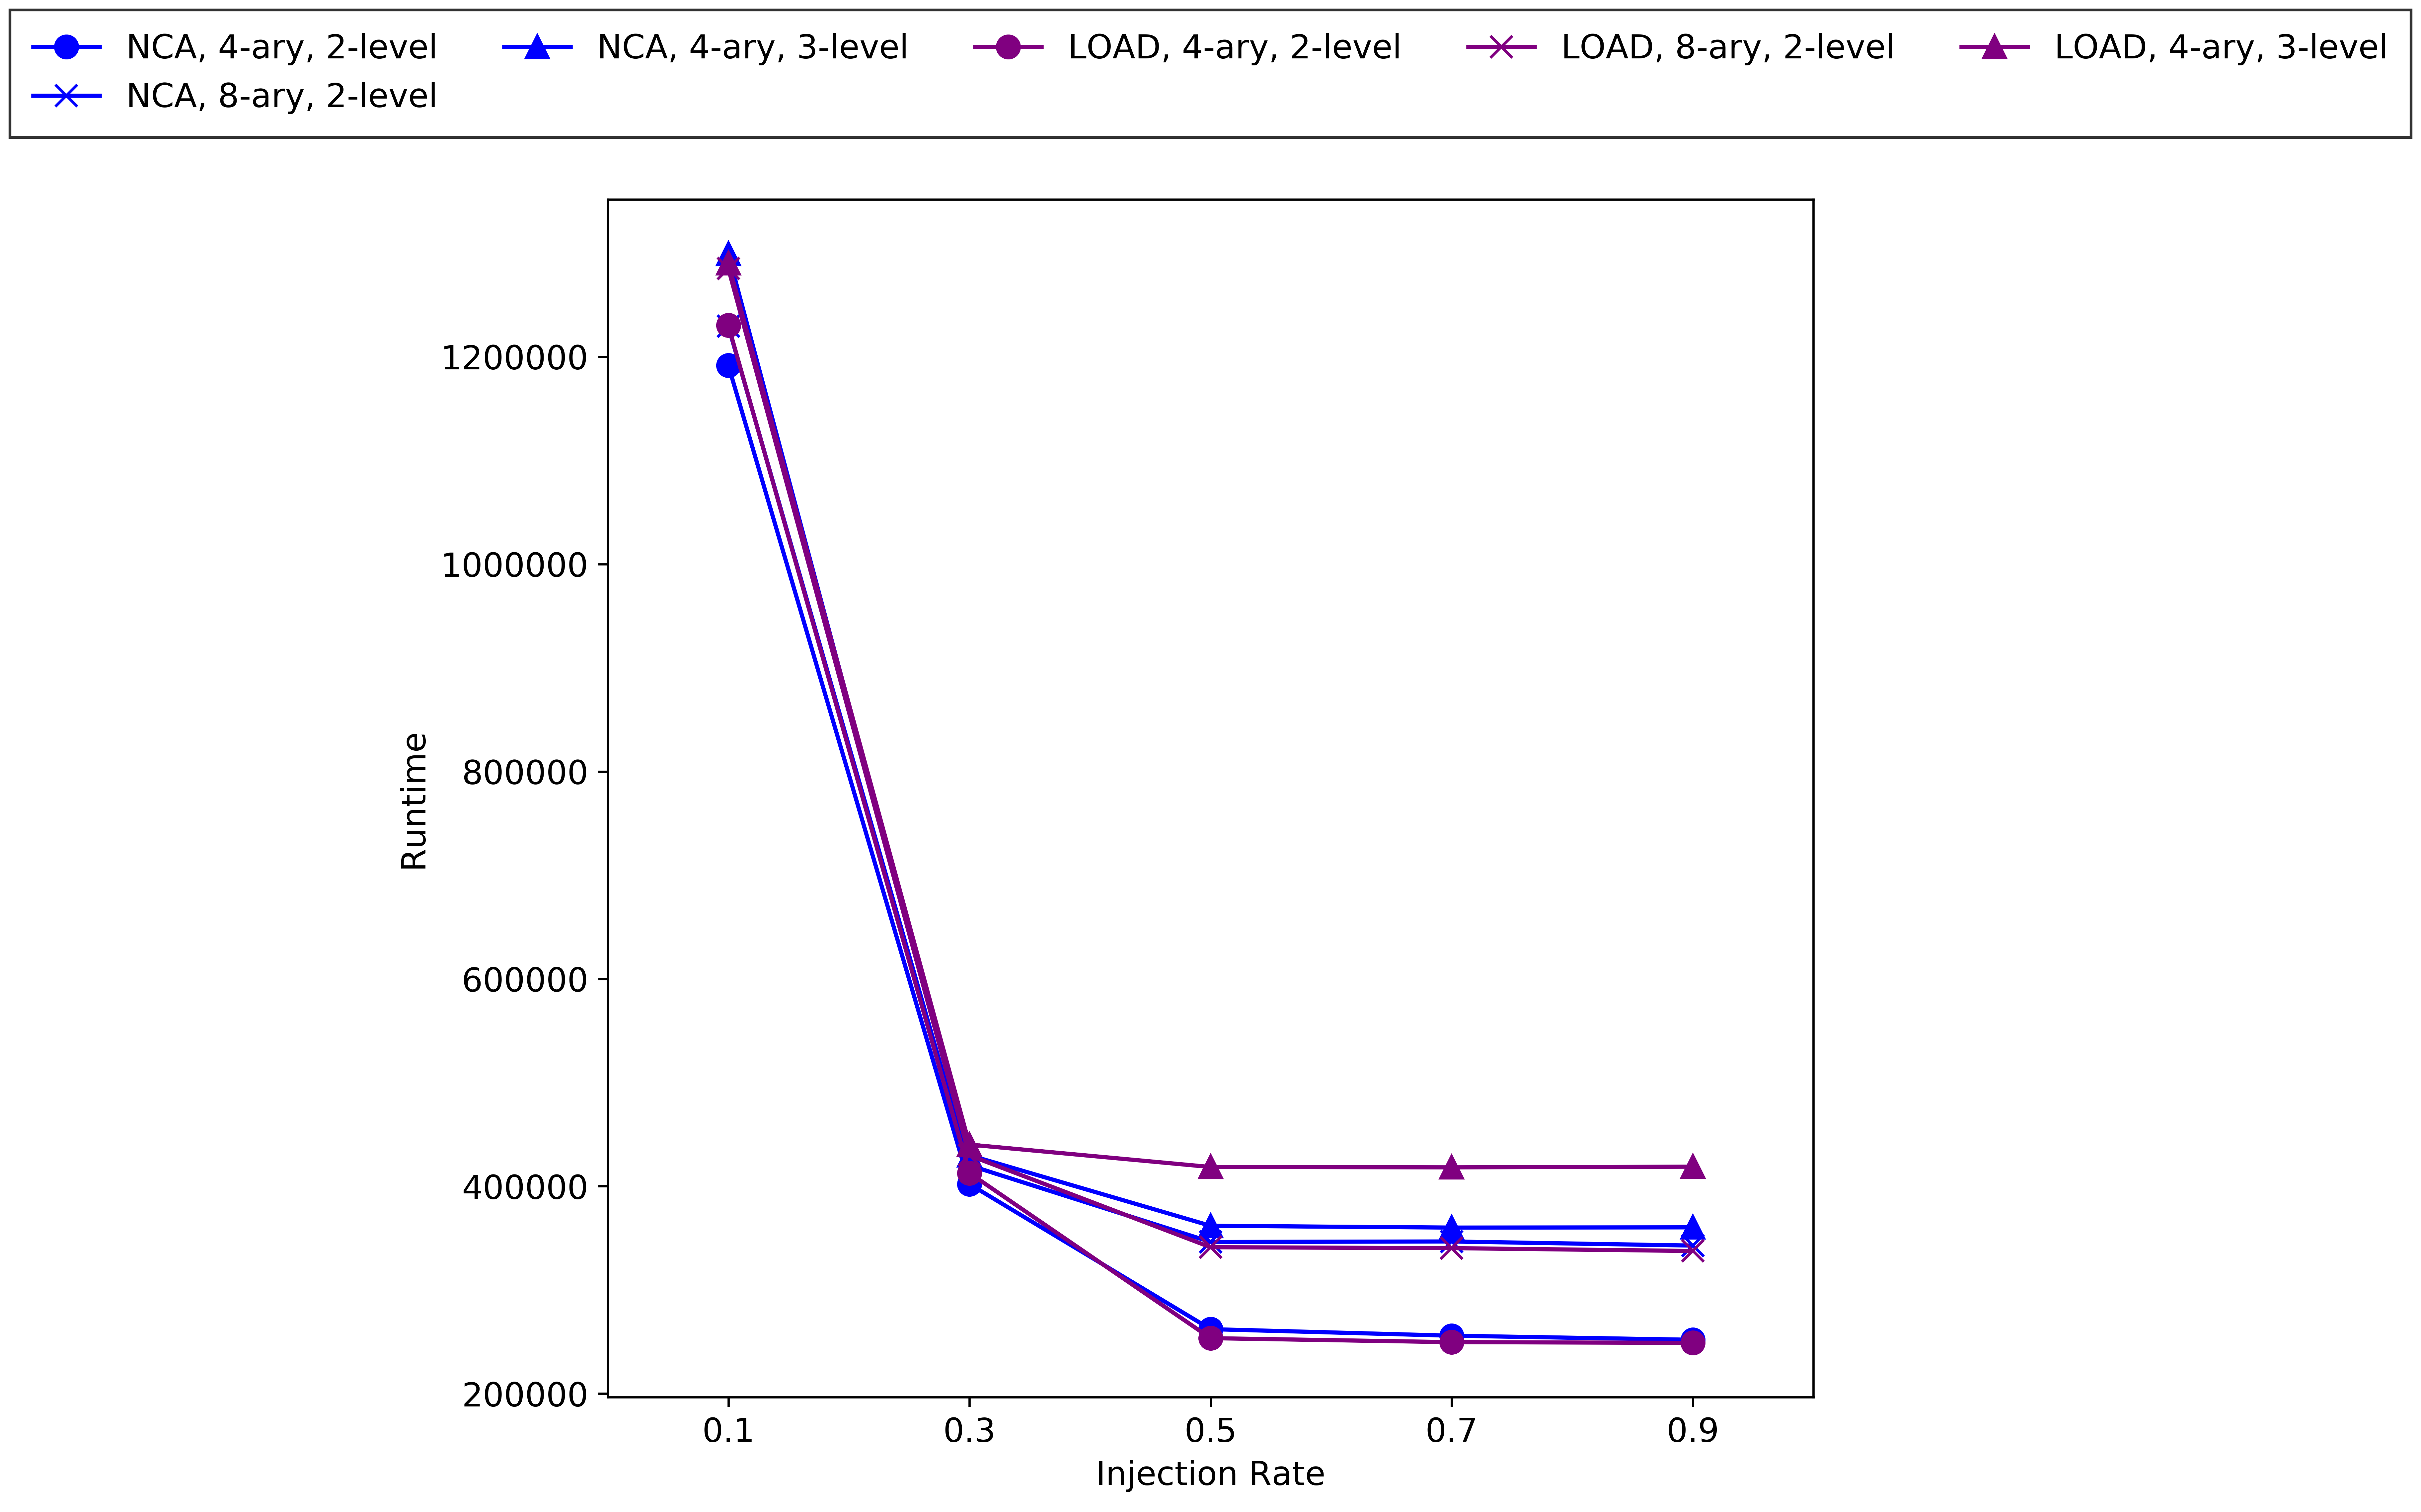 NCA, 4-ary, 2-level
NCA, 8-ary, 2-level
NCA, 4-ary, 3-level
LOAD, 4-ary, 2-level
LOAD, 8-ary, 2-level
LOAD, 4-ary, 3-level
1200000
1000000
800000
600000
400000
200000
Runtime
0.1 0.3 0.5 0.7 0.9
Injection Rate